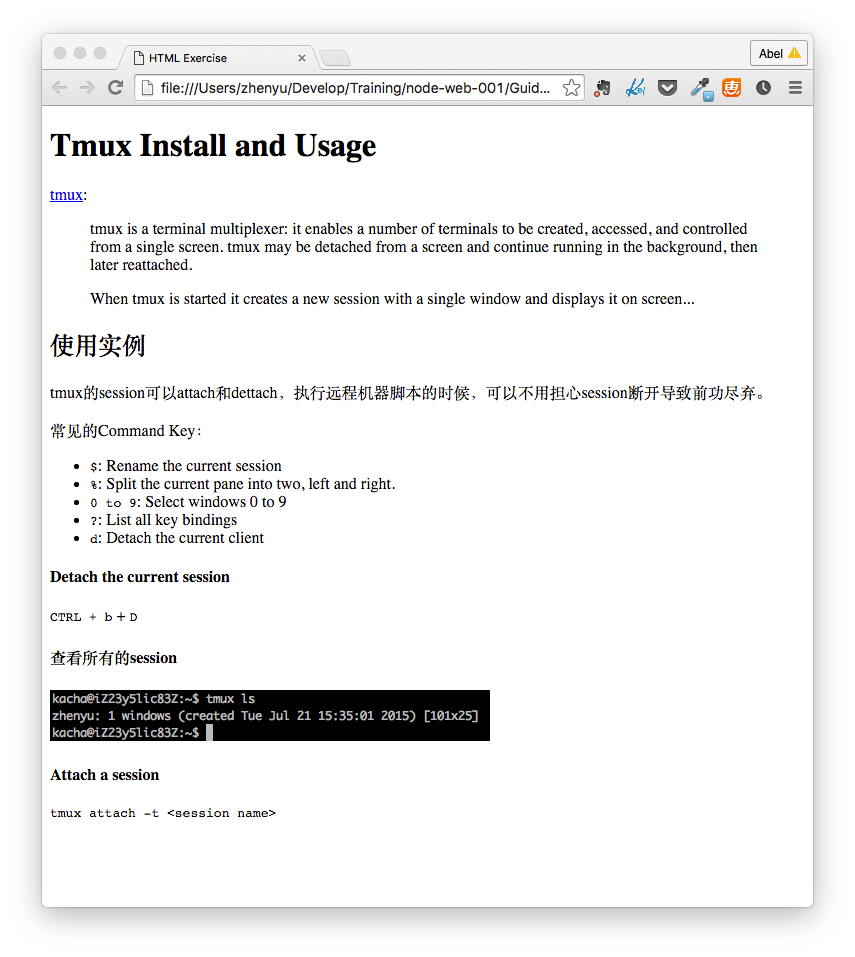 HTML Exercise
Abel
file:///Users/zhenyu/Develop/Training/node-web-001/Guid...
Tmux Install and Usage
tmux:
tmux is a terminal multiplexer: it enables a number of terminals to be created, accessed, and controlled
from a single screen. tmux may be detached from a screen and continue running in the background, then
later reattached.
When tmux is started it creates a new session with a single window and displays it on screen...
使用实例
tmux的session可以attach和dettach，执行远程机器脚本的时候，可以不用担心session断开导致前功尽弃。
常见的Command Key：
$: Rename the current session
%: Split the current pane into two, left and right.
0 to 9: Select windows 0 to 9
?: List all key bindings
d: Detach the current client
Detach the current session
CTRL + b＋D
查看所有的session
kacha@iZ23y5lic83Z:~$ tmux ls
zhenyu: 1 windows (created Tue Jul 21 15:35:01 2015) [101x25]
kacha@iZ23y5lic83Z:~$
Attach a session
tmux attach -t <session name>